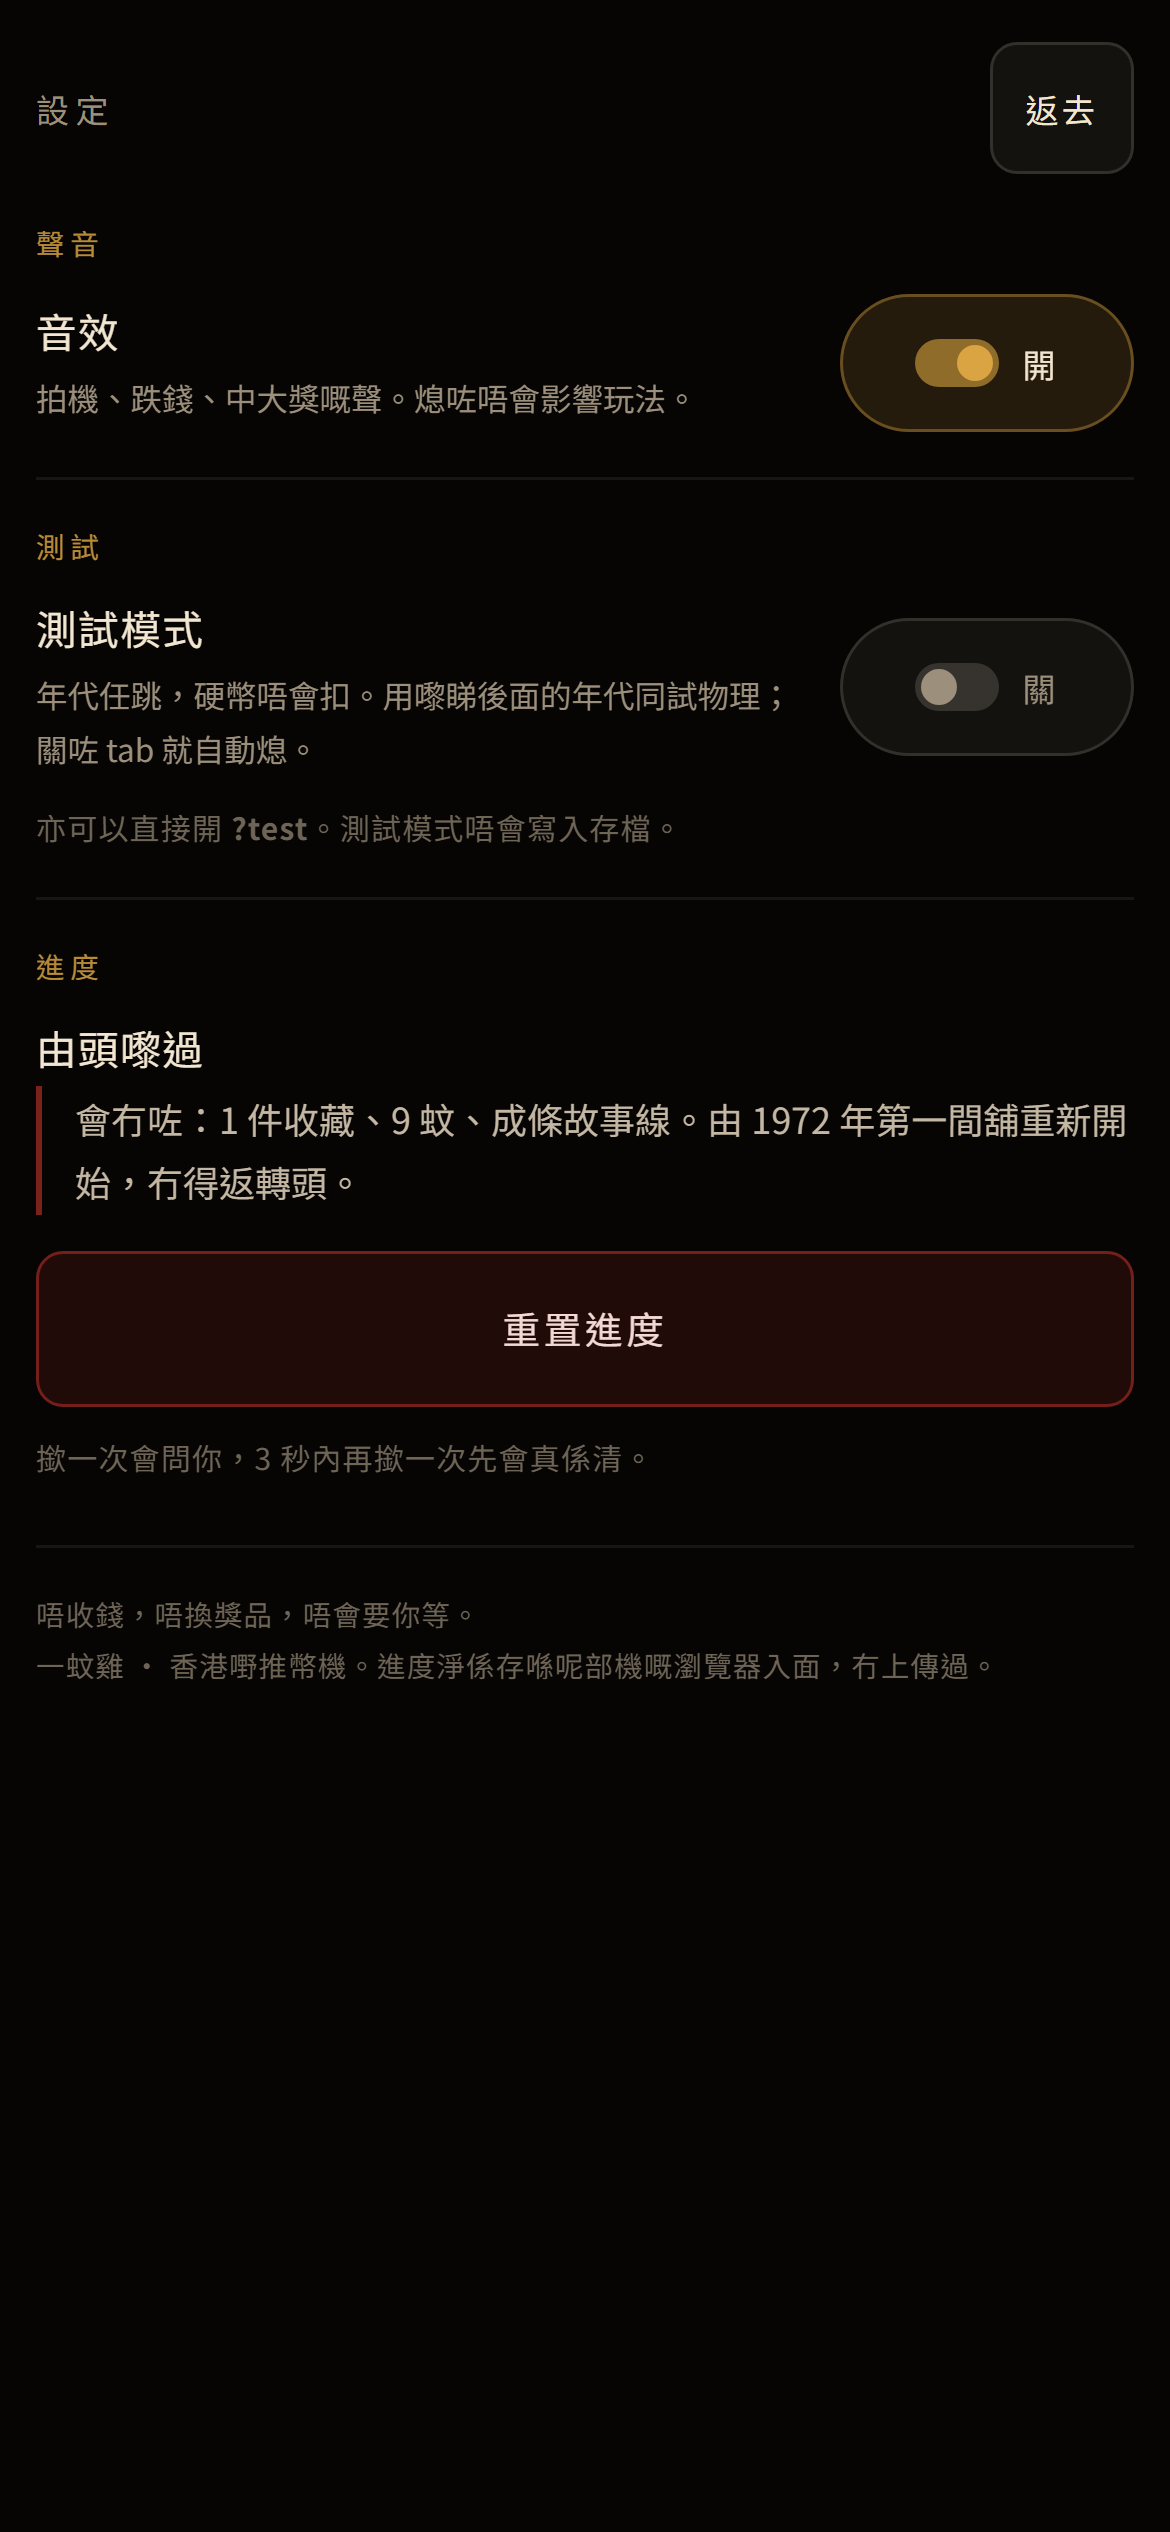 設定
返去
聲音
音效
開
拍機、跌錢、中大獎嘅聲。熄咗唔會影響玩法。
測試
測試模式
年代任跳，硬幣唔會扣。用嚟睇後面的年代同試物理；
關
關咗 tab 就自動熄。
亦可以直接開 ?test。測試模式唔會寫入存檔。
進度
由頭嚟過
會冇咗：1 件收藏、9 蚊、成條故事線。由 1972 年第一間舖重新開
始，冇得返轉頭。
重置進度
撳一次會問你，3 秒內再撳一次先會真係清。
唔收錢，唔換獎品，唔會要你等。
一蚊雞 · 香港嘢推幣機。進度淨係存喺呢部機嘅瀏覽器入面，冇上傳過。